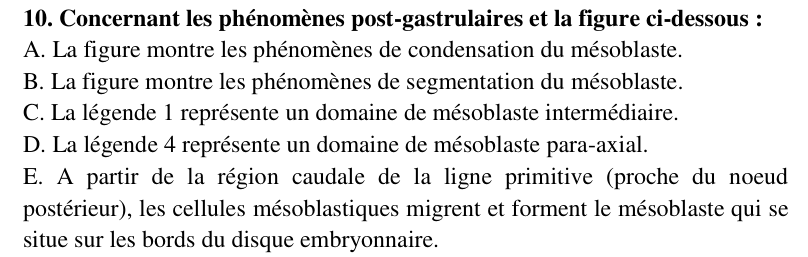 10. Concernant les phénomènes post-gastrulaires et la figure ci-dessous :
A. La figure montre les phénomènes de condensation du mésoblaste.
B. La figure montre les phénomènes de segmentation du mésoblaste.
C. La légende 1 représente un domaine de mésoblaste intermédiaire.
D. La légende 4 représente un domaine de mésoblaste para-axial.
E. A partir de la région caudale de la ligne primitive (proche du noeud
postérieur), les cellules mésoblastiques migrent et forment le mésoblaste qui se
situe sur les bords du disque embryonnaire.